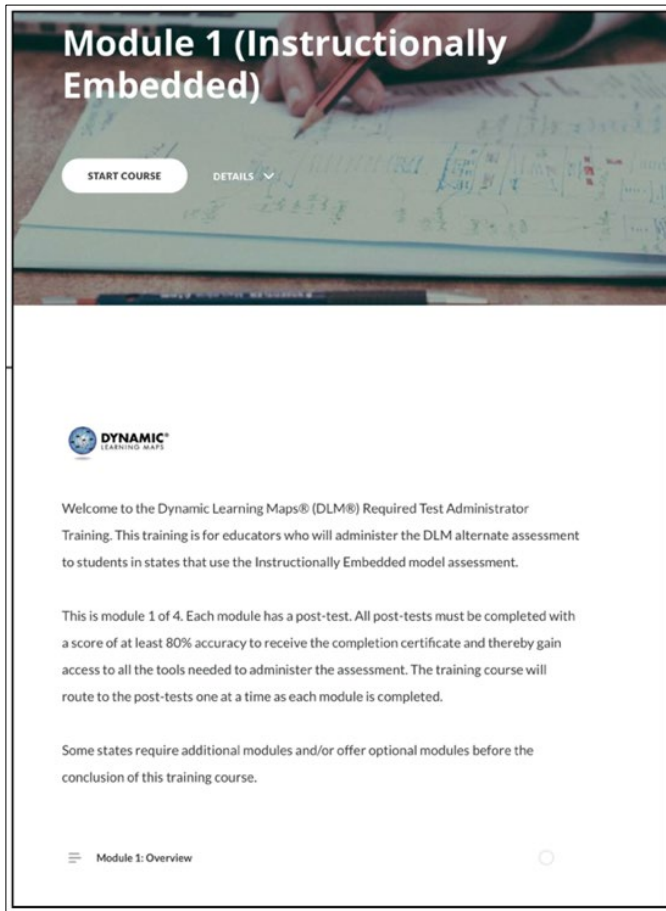 Module 1 (Instructionally
Embedded)
START COURSE
DETAILS
DYNAMIC®
LEARNING MAPS
Welcome to the Dynamic Learning Maps® (DLM®) Required Test Administrator
Training. This training is for educators who will administer the DLM alternate assessment
to students in states that use the Instructionally Embedded model assessment.
This is module 1 of 4. Each module has a post-test. All post-tests must be completed with
a score of at least 80% accuracy to receive the completion certificate and thereby gain
access to all the tools needed to administer the assessment. The training course will
route to the post-tests one at a time as each module is completed.
Some states require additional modules and/or offer optional modules before the
conclusion of this training course.
Module 1: Overview